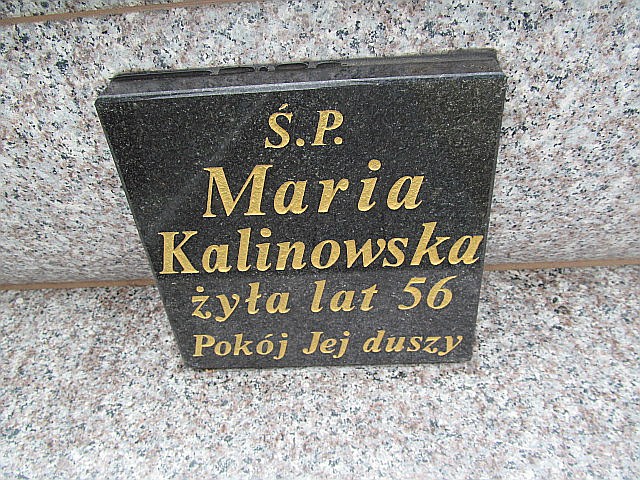 Ś.P.
Maria
Kalinowska
żyła lat 56
Pokój Jej duszy